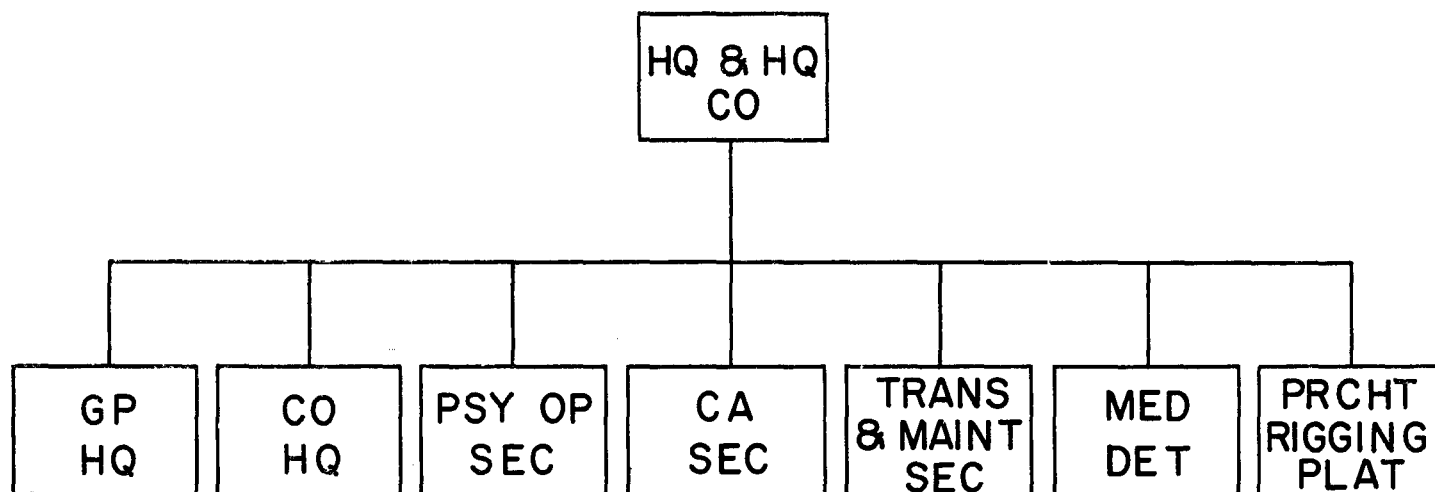 HQ & HQ
CO
GP
HQ
CO
HQ
PSY OP
SEC
CA
SEC
TRANS
& MAINT
SEC
MED
DET
PRCHT
RIGGING
PLAT